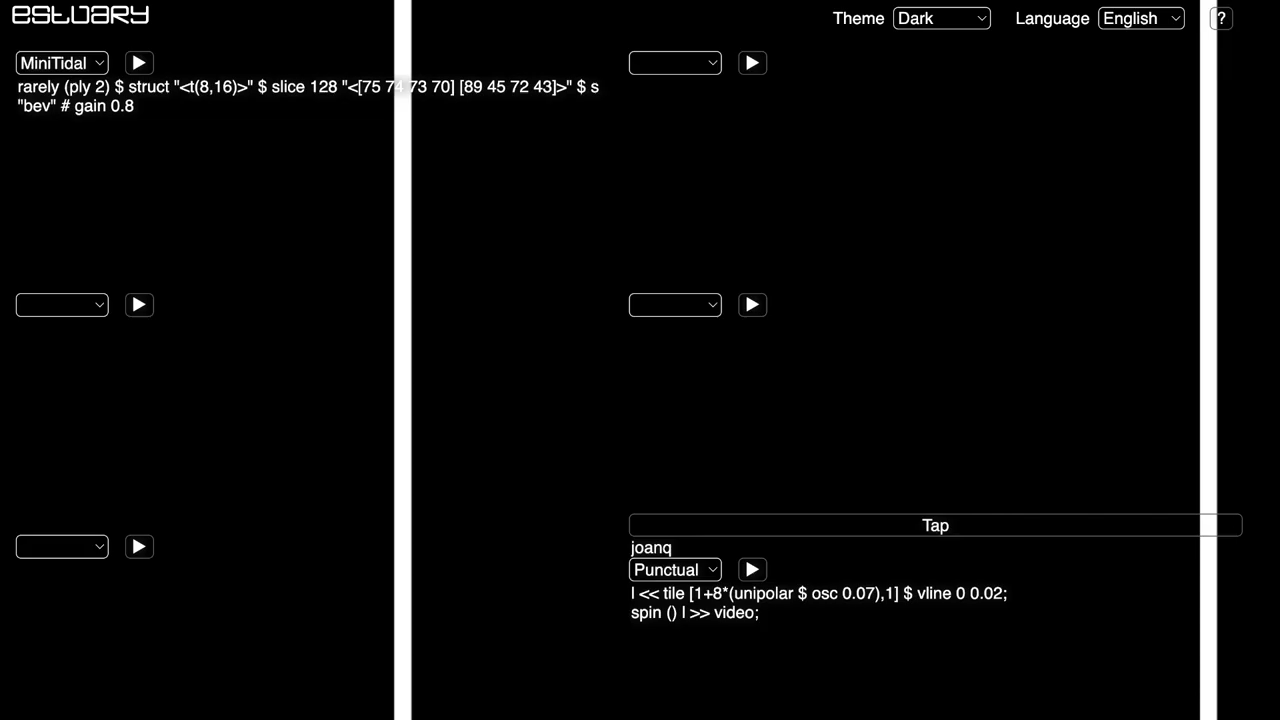 estuary
Theme Dark Language English ?
MiniTidal
rarely (ply 2) $ struct "<t(8,16)>" $ slice 128 "<[75 74 73 70] [89 45 72 43]>" $ s
"bev" # gain 0.8
Tap
joanq
Punctual
l << tile [1+8*(unipolar $ osc 0.07),1] $ vline 0 0.02;
spin () l >> video;